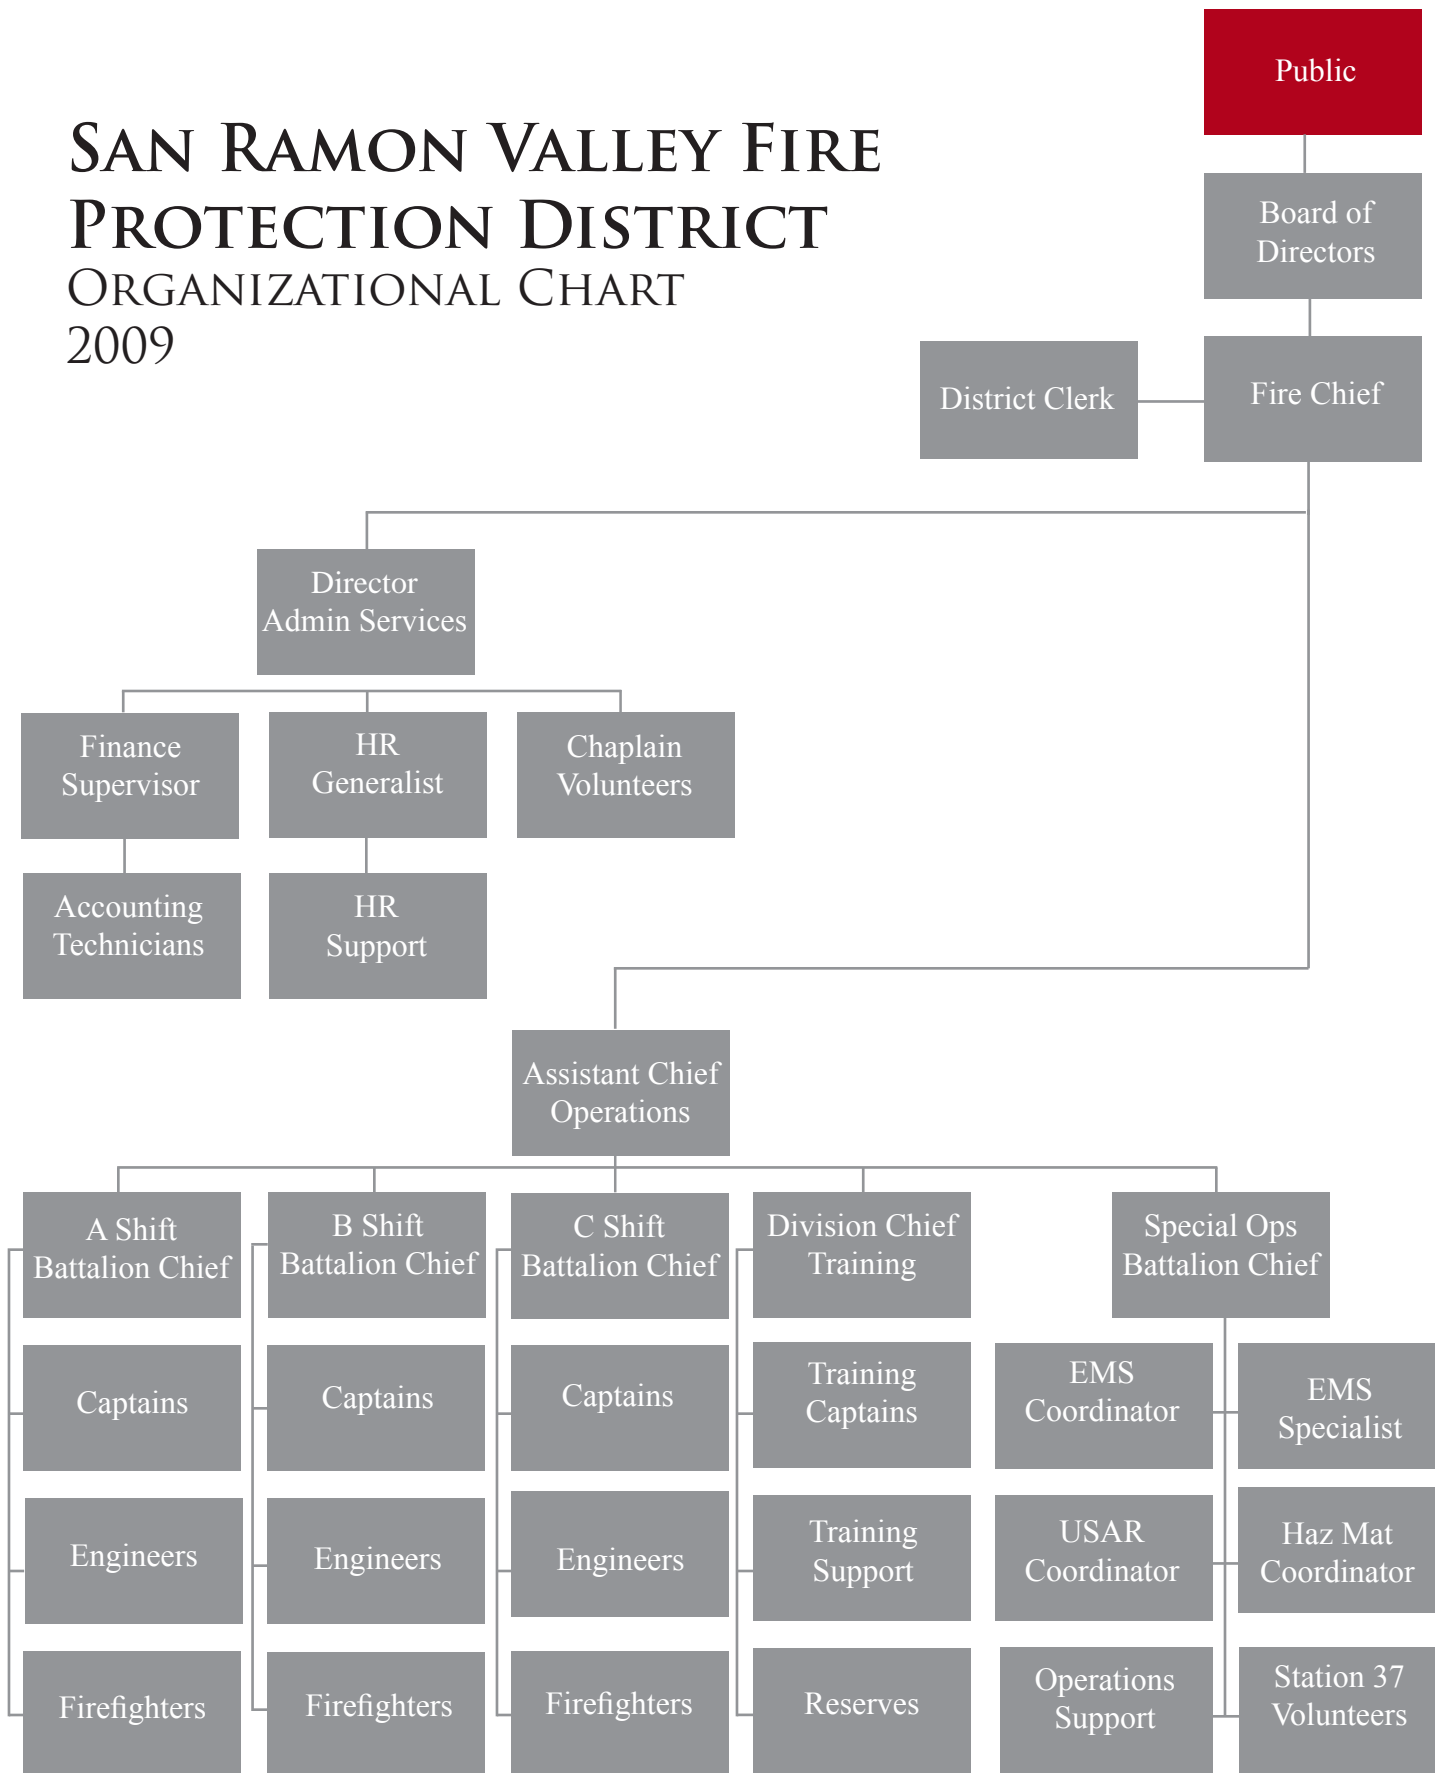 Public
San Ramon Valley Fire
Protection District
Organizational Chart
2009
Board of
Directors
District Clerk
Fire Chief
Director
Admin Services
Finance
Supervisor
HR
Generalist
Chaplain
Volunteers
Accounting
Technicians
HR
Support
Assistant Chief
Operations
A Shift
Battalion Chief
B Shift
Battalion Chief
C Shift
Battalion Chief
Division Chief
Training
Special Ops
Battalion Chief
Captains
Captains
Captains
Training
Captains
EMS
Coordinator
EMS
Specialist
Engineers
Engineers
Engineers
Training
Support
USAR
Coordinator
Haz Mat
Coordinator
Firefighters
Firefighters
Firefighters
Reserves
Operations
Support
Station 37
Volunteers